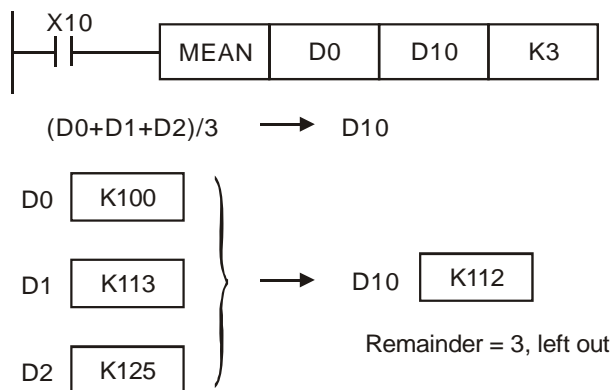 X10
MEAN D0 D10 K3
(D0+D1+D2)/3 → D10
D0 K100
D1 K113
D10 K112
Remainder = 3, left out
D2 K125